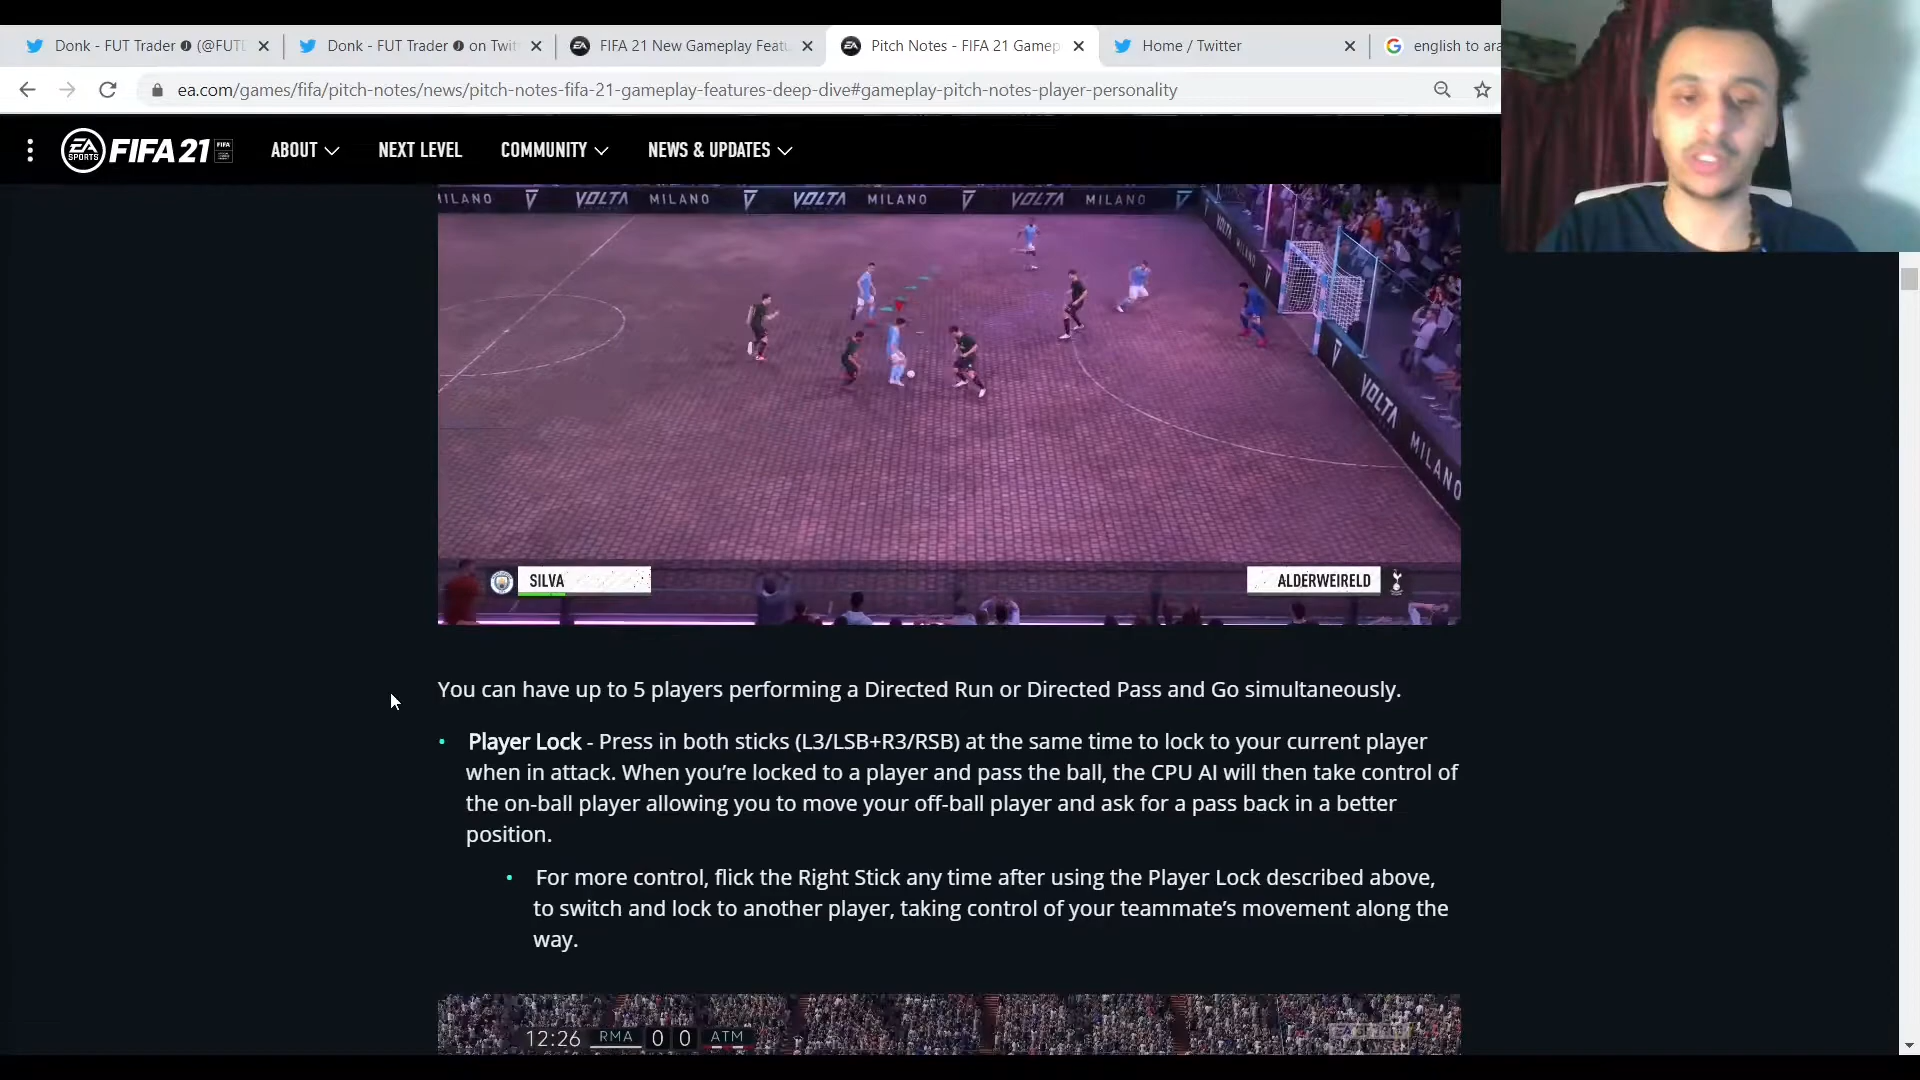 Donk - FUT Trader (@FUTL
Donk - FUT Trader on Twit
FIFA 21 New Gameplay Featu
Pitch Notes - FIFA 21 Gamep
Home / Twitter
english to ara
ea.com/games/fifa/pitch-notes/news/pitch-notes-fifa-21-gameplay-features-deep-dive#gameplay-pitch-notes-player-personality
EA SPORTS FIFA 21
ABOUT
NEXT LEVEL
COMMUNITY
NEWS & UPDATES
MILANO VOLTA MILANO VOLTA MILANO VOLTA MILANO
VOLTA
VOLTA
MILANO
SILVA
ALDERWEIRELD
You can have up to 5 players performing a Directed Run or Directed Pass and Go simultaneously.
• Player Lock - Press in both sticks (L3/LSB+R3/RSB) at the same time to lock to your current player
when in attack. When you’re locked to a player and pass the ball, the CPU AI will then take control of
the on-ball player allowing you to move your off-ball player and ask for a pass back in a better
position.
• For more control, flick the Right Stick any time after using the Player Lock described above,
to switch and lock to another player, taking control of your teammate’s movement along the
way.
12:26 RMA 0 0 ATM